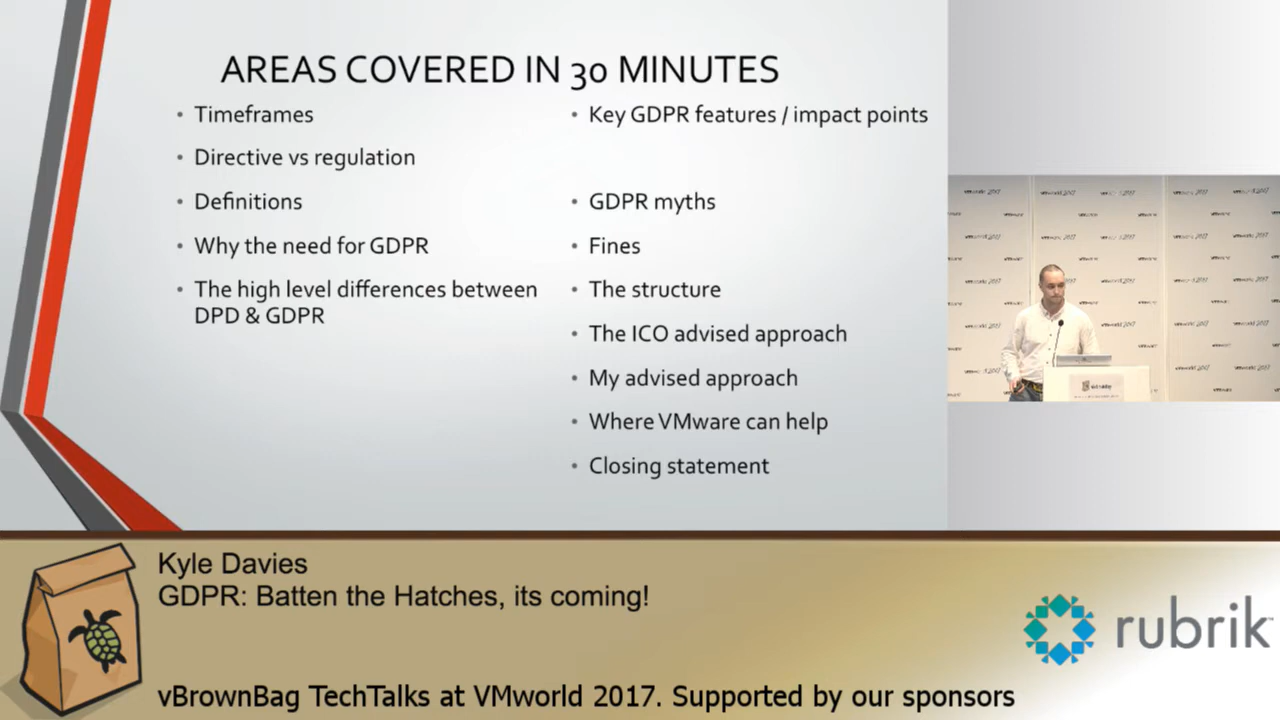 AREAS COVERED IN 30 MINUTES
• Timeframes
• Directive vs regulation
• Definitions
• Why the need for GDPR
• The high level differences between
DPD & GDPR
• Key GDPR features / impact points
• GDPR myths
• Fines
• The structure
• The ICO advised approach
• My advised approach
• Where VMware can help
• Closing statement
Kyle Davies
GDPR: Batten the Hatches, its coming!
rubrik
vBrownBag TechTalks at VMworld 2017. Supported by our sponsors